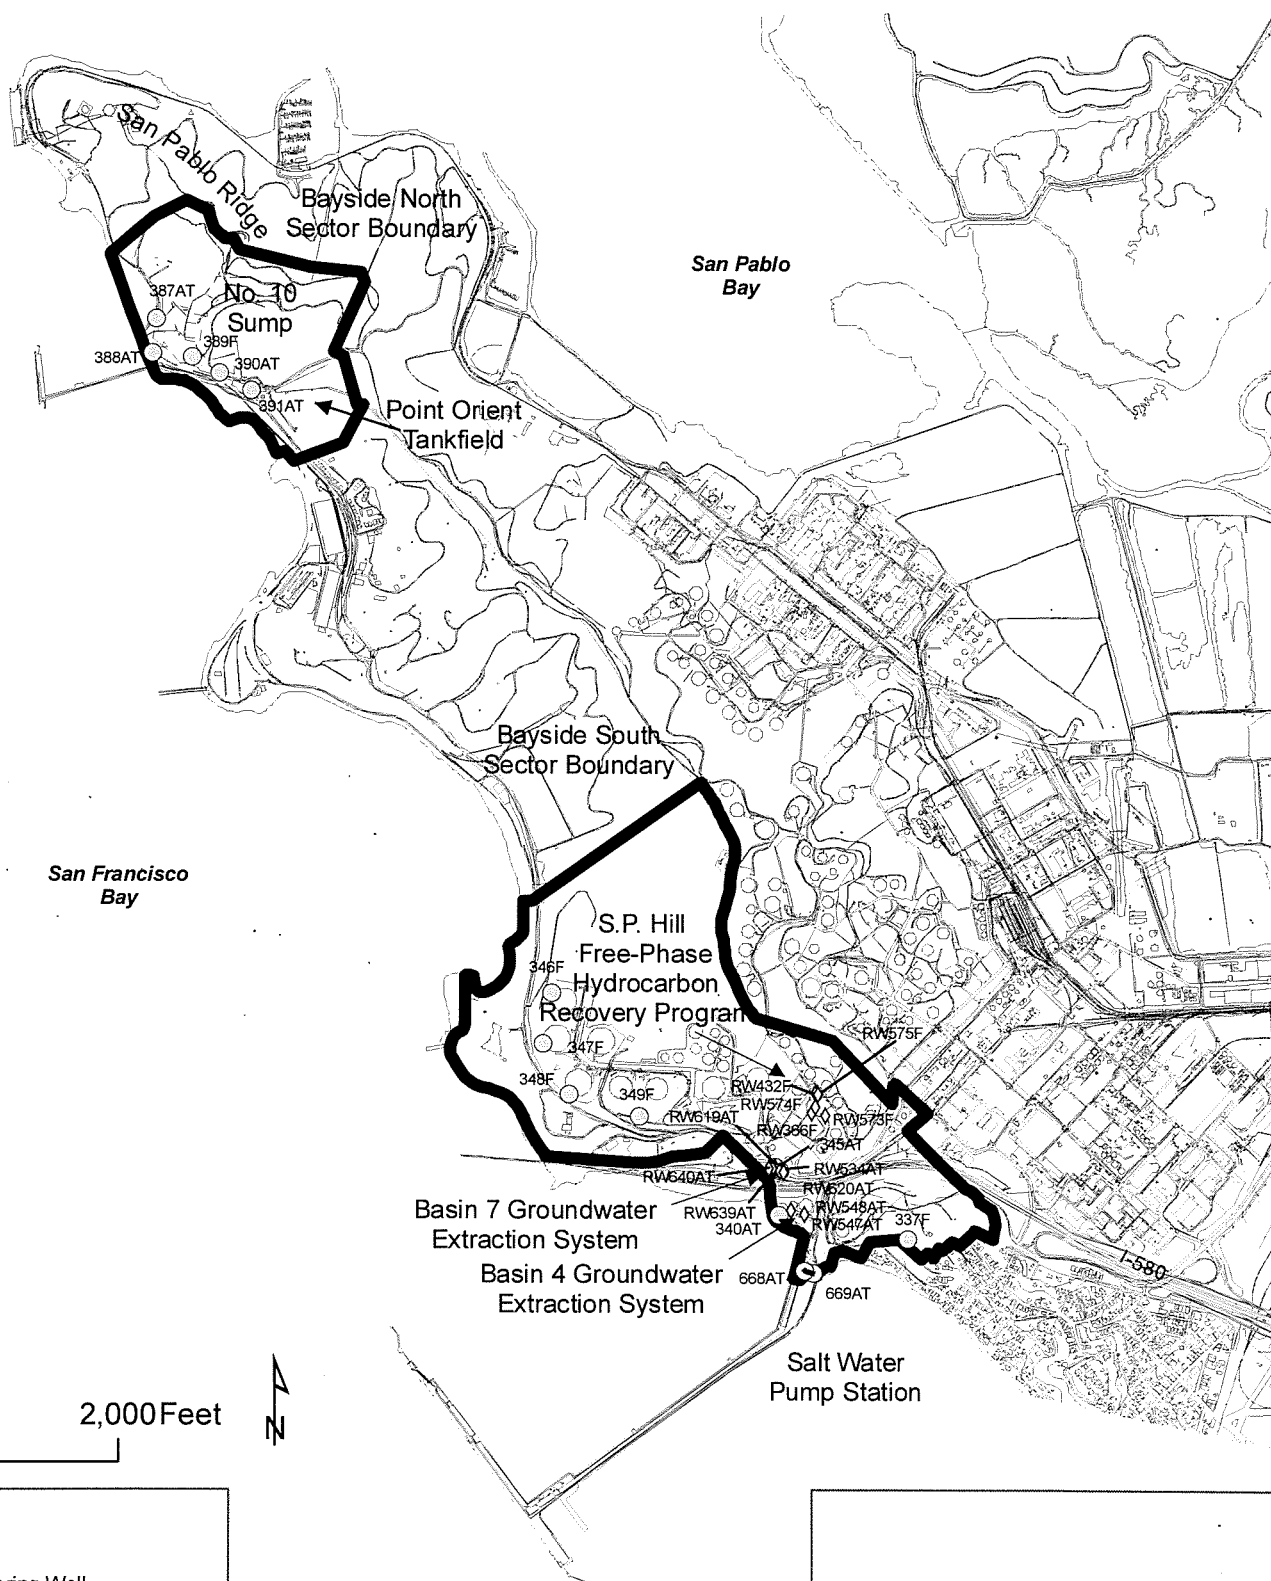 San Pablo Ridge
Bayside North
Sector Boundary
San Pablo
Bay
387AT
No. 10
Sump
389F
388AT
390AT
391AT
Point Orient
Tankfield
Bayside South
Sector Boundary
San Francisco
Bay
S.P. Hill
Free-Phase
Hydrocarbon
Recovery Program
346F
347F
348F
349F
RW575F
RW432F
RW574F
RW619AT
RW573F
RW366F
345AT
RW640AT
RW634AT
RW620AT
Basin 7 Groundwater
Extraction System
RW639AT
340AT
RW548AT
RW547AT
337F
Basin 4 Groundwater
Extraction System
668AT
669AT
I-580
Salt Water
Pump Station
2,000 Feet
N
Well